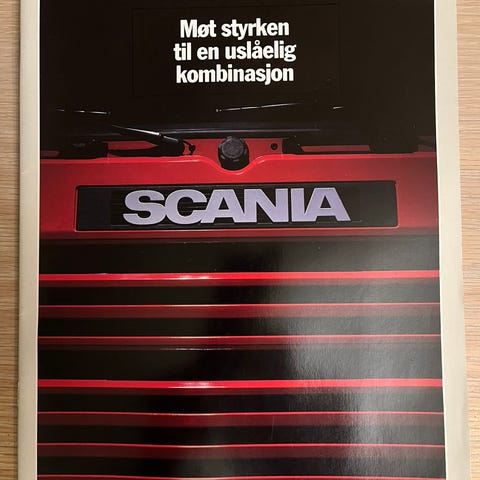 Møt styrken
til en uslåelig
kombinasjon
SCANIA